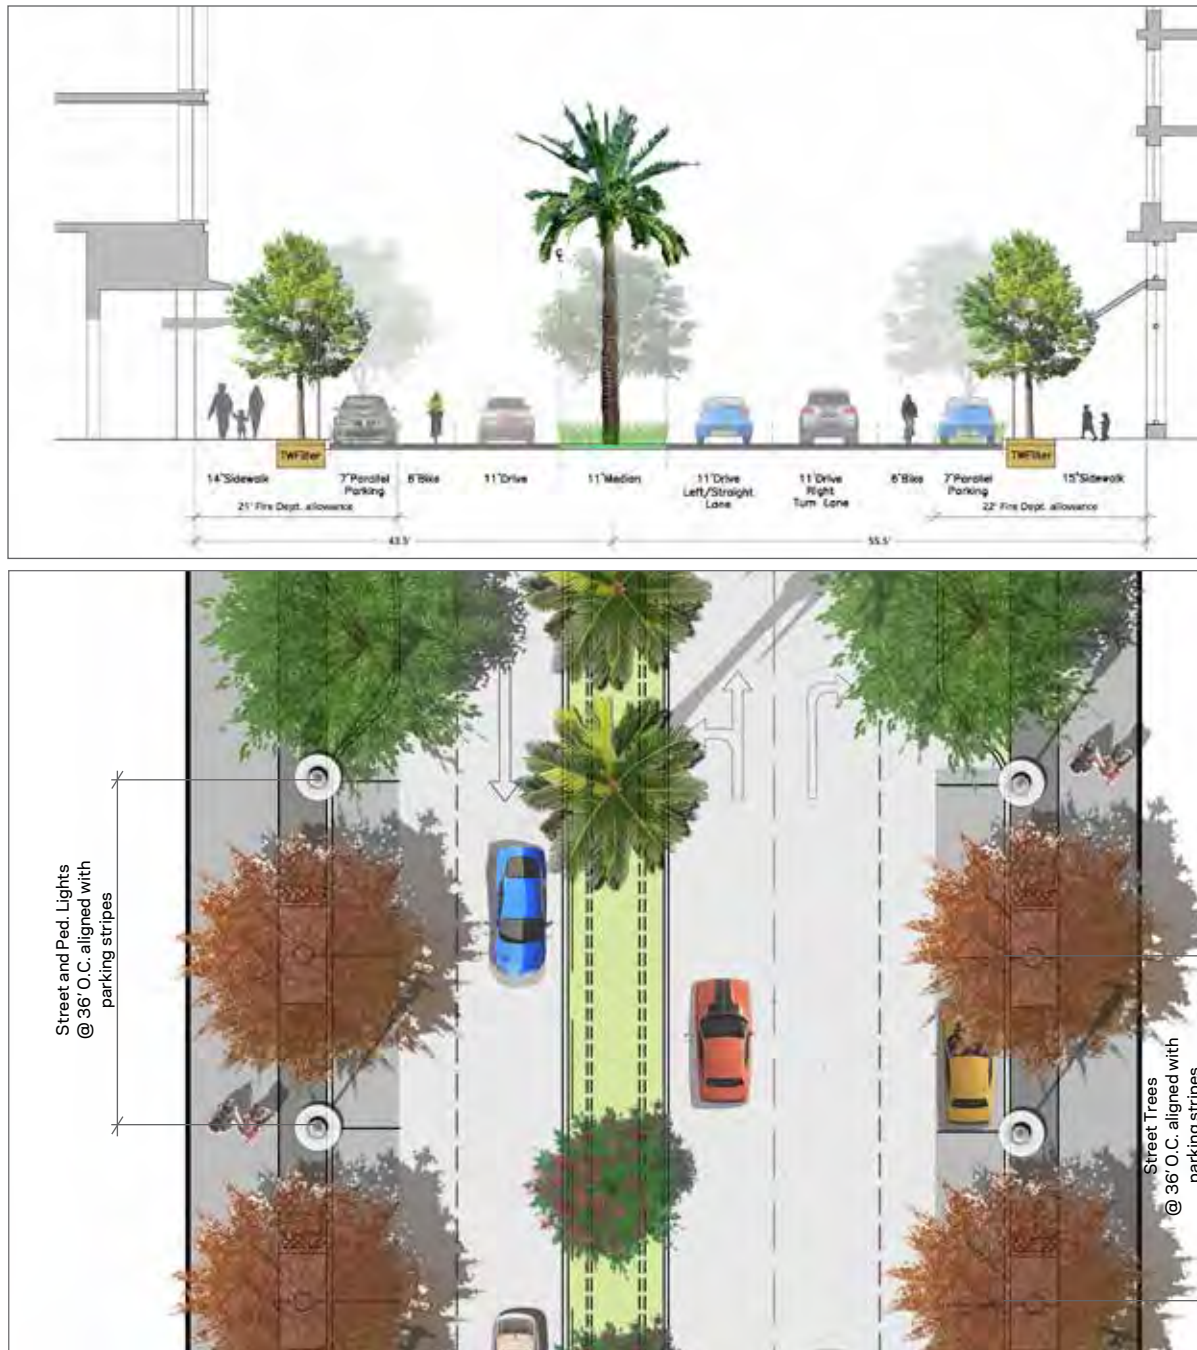 TWFilter
TWFilter
14' Sidewalk
7' Parallel
Parking
6' Bike
11' Drive
11' Median
11' Drive
Left/Straight
Lane
11' Drive
Right
Turn Lane
6' Bike
7' Parallel
Parking
15' Sidewalk
21' Fire Dept. allowance
22' Fire Dept. allowance
43.5'
55.5'
Street and Ped. Lights
@ 36' O.C. aligned with
parking stripes
Street Trees
@ 36' O.C. aligned with
parking stripes